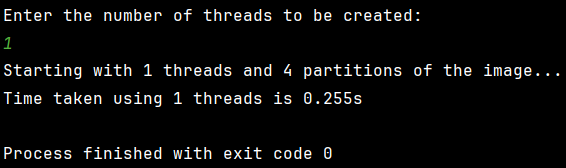 Enter the number of threads to be created:
1
Starting with 1 threads and 4 partitions of the image...
Time taken using 1 threads is 0.255s
Process finished with exit code 0